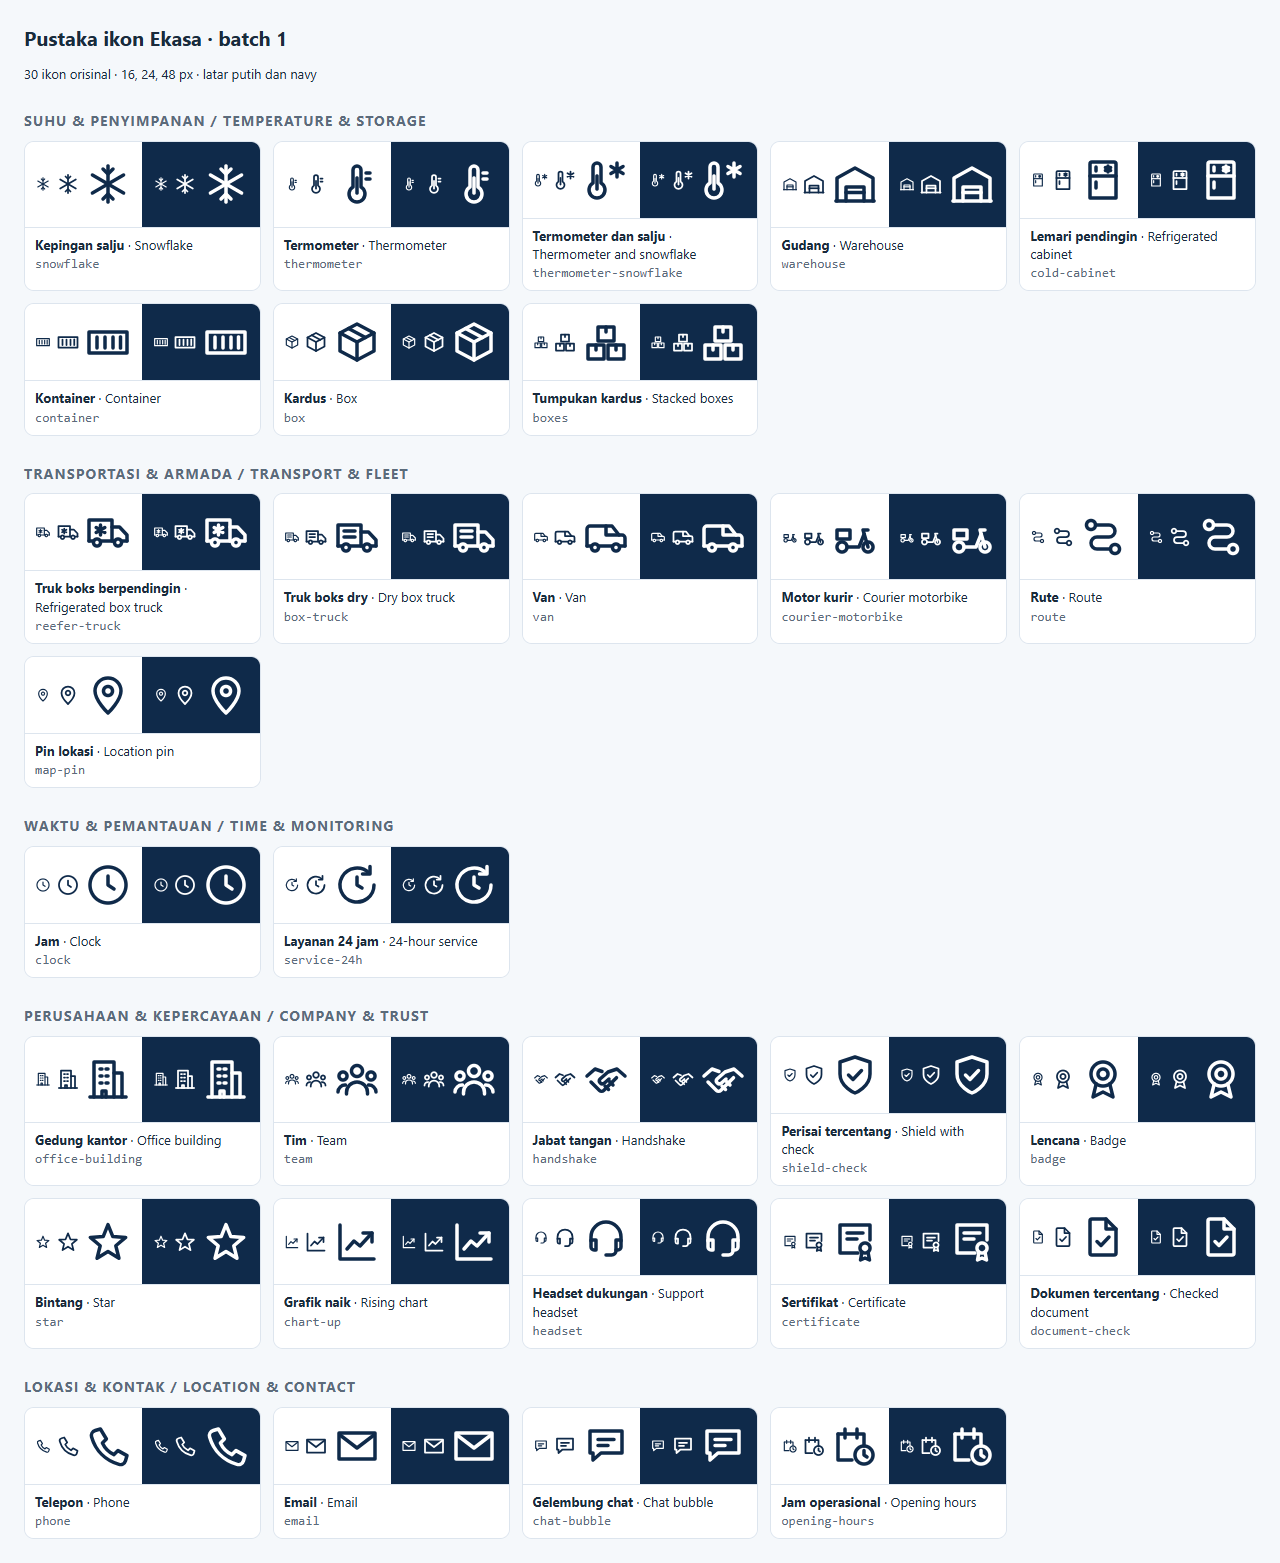 Pustaka ikon Ekasa · batch 1
30 ikon orisinal · 16, 24, 48 px · latar putih dan navy
SUHU & PENYIMPANAN / TEMPERATURE & STORAGE
Kepingan salju · Snowflake
snowflake
Termometer · Thermometer
thermometer
Termometer dan salju ·
Thermometer and snowflake
thermometer-snowflake
Gudang · Warehouse
warehouse
Lemari pendingin · Refrigerated
cabinet
cold-cabinet
Kontainer · Container
container
Kardus · Box
box
Tumpukan kardus · Stacked boxes
boxes
TRANSPORTASI & ARMADA / TRANSPORT & FLEET
Truk boks berpendingin ·
Refrigerated box truck
reefer-truck
Truk boks dry · Dry box truck
box-truck
Van · Van
van
Motor kurir · Courier motorbike
courier-motorbike
Rute · Route
route
Pin lokasi · Location pin
map-pin
WAKTU & PEMANTAUAN / TIME & MONITORING
Jam · Clock
clock
Layanan 24 jam · 24-hour service
service-24h
PERUSAHAAN & KEPERCAYAAN / COMPANY & TRUST
Gedung kantor · Office building
office-building
Tim · Team
team
Jabat tangan · Handshake
handshake
Perisai tercentang · Shield with
check
shield-check
Lencana · Badge
badge
Bintang · Star
star
Grafik naik · Rising chart
chart-up
Headset dukungan · Support
headset
headset
Sertifikat · Certificate
certificate
Dokumen tercentang · Checked
document
document-check
LOKASI & KONTAK / LOCATION & CONTACT
Telepon · Phone
phone
Email · Email
email
Gelembung chat · Chat bubble
chat-bubble
Jam operasional · Opening hours
opening-hours